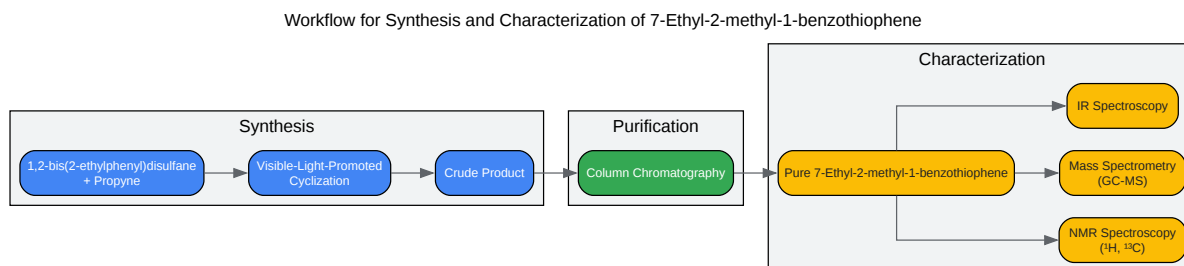 Workflow for Synthesis and Characterization of 7-Ethyl-2-methyl-1-benzothiophene
Synthesis
1,2-bis(2-ethylphenyl)disulfane
+ Propyne
Visible-Light-Promoted
Cyclization
Crude Product
Purification
Column Chromatography
Characterization
Pure 7-Ethyl-2-methyl-1-benzothiophene
IR Spectroscopy
Mass Spectrometry
(GC-MS)
NMR Spectroscopy
(¹H, ¹³C)